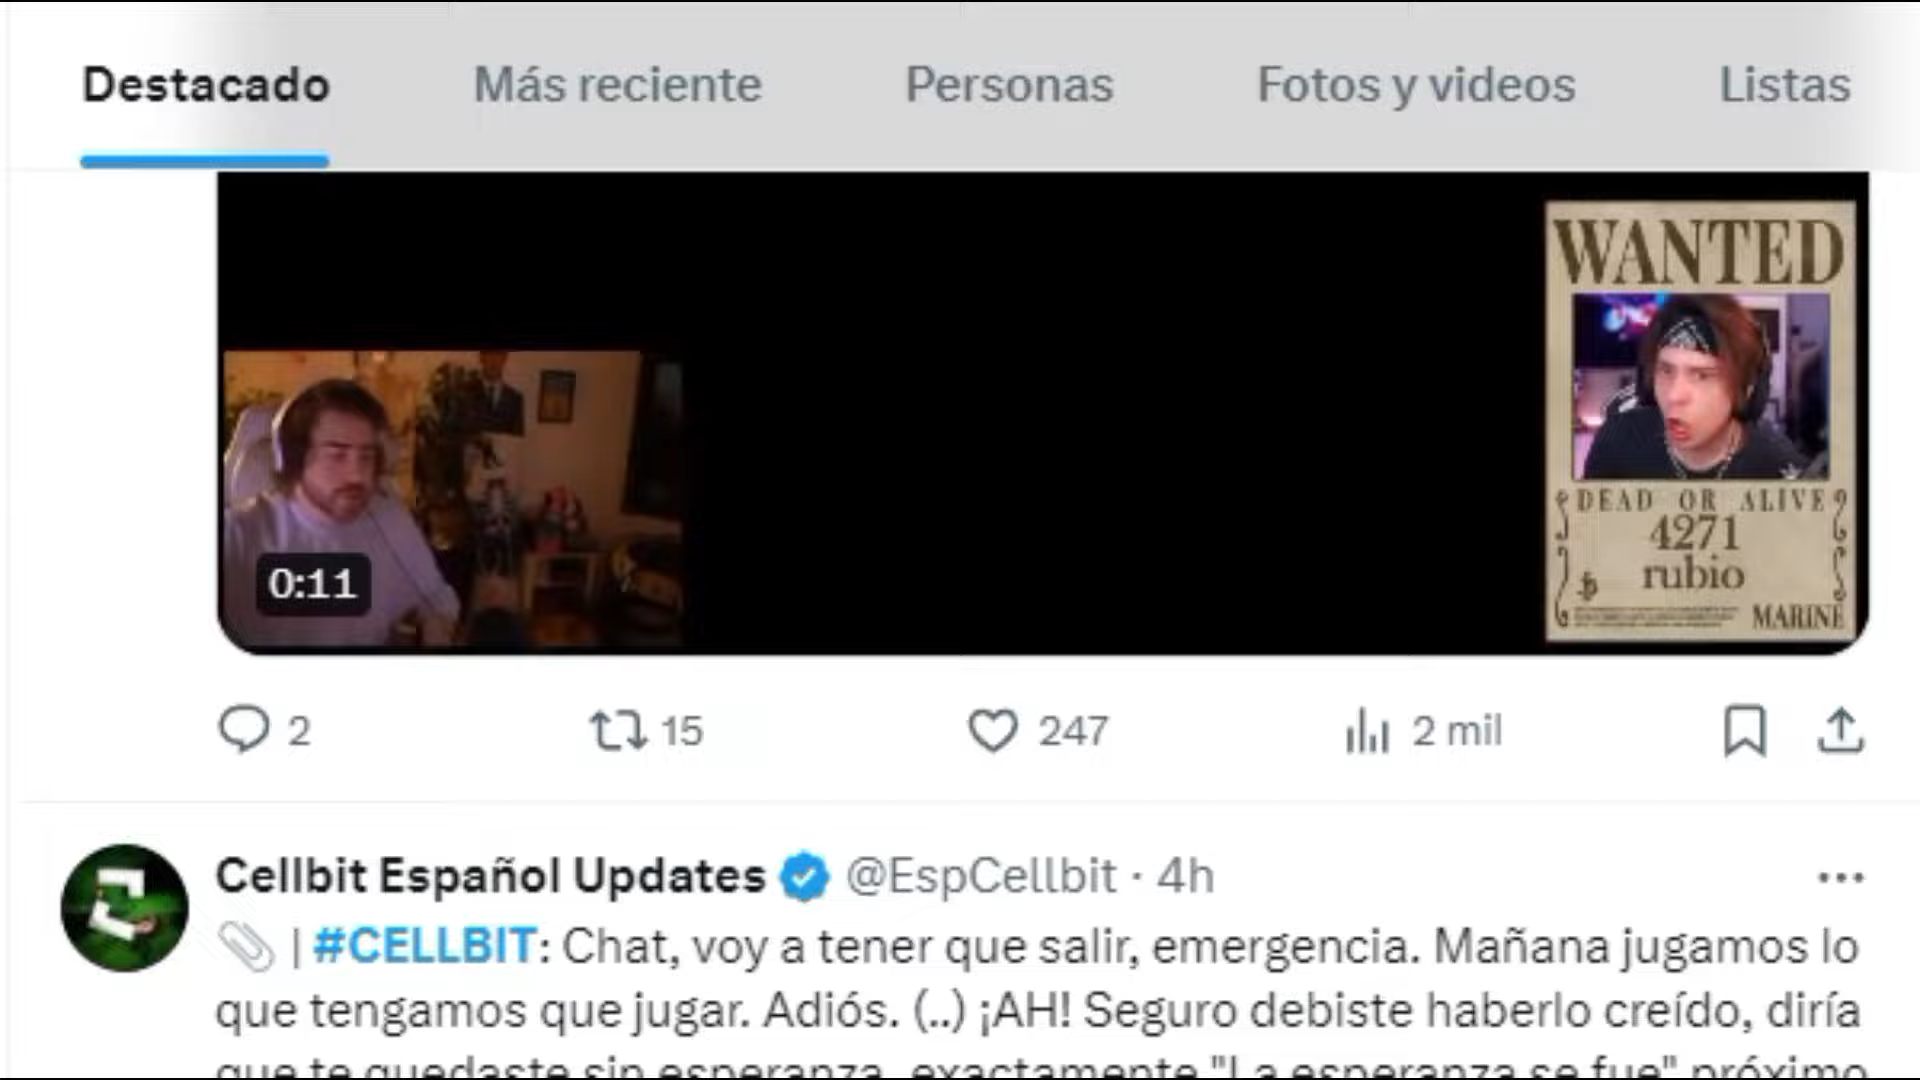 Destacado Más reciente Personas Fotos y videos Listas
WANTED
DEAD OR ALIVE
4271
rubio
MARINE
0:11
2 15 247 2 mil
Cellbit Español Updates @EspCellbit · 4h
| #CELLBIT: Chat, voy a tener que salir, emergencia. Mañana jugamos lo
que tengamos que jugar. Adiós. (..) ¡AH! Seguro debiste haberlo creído, diría
que te quedaste sin esperanza, exactamente "La esperanza se fue" próximo